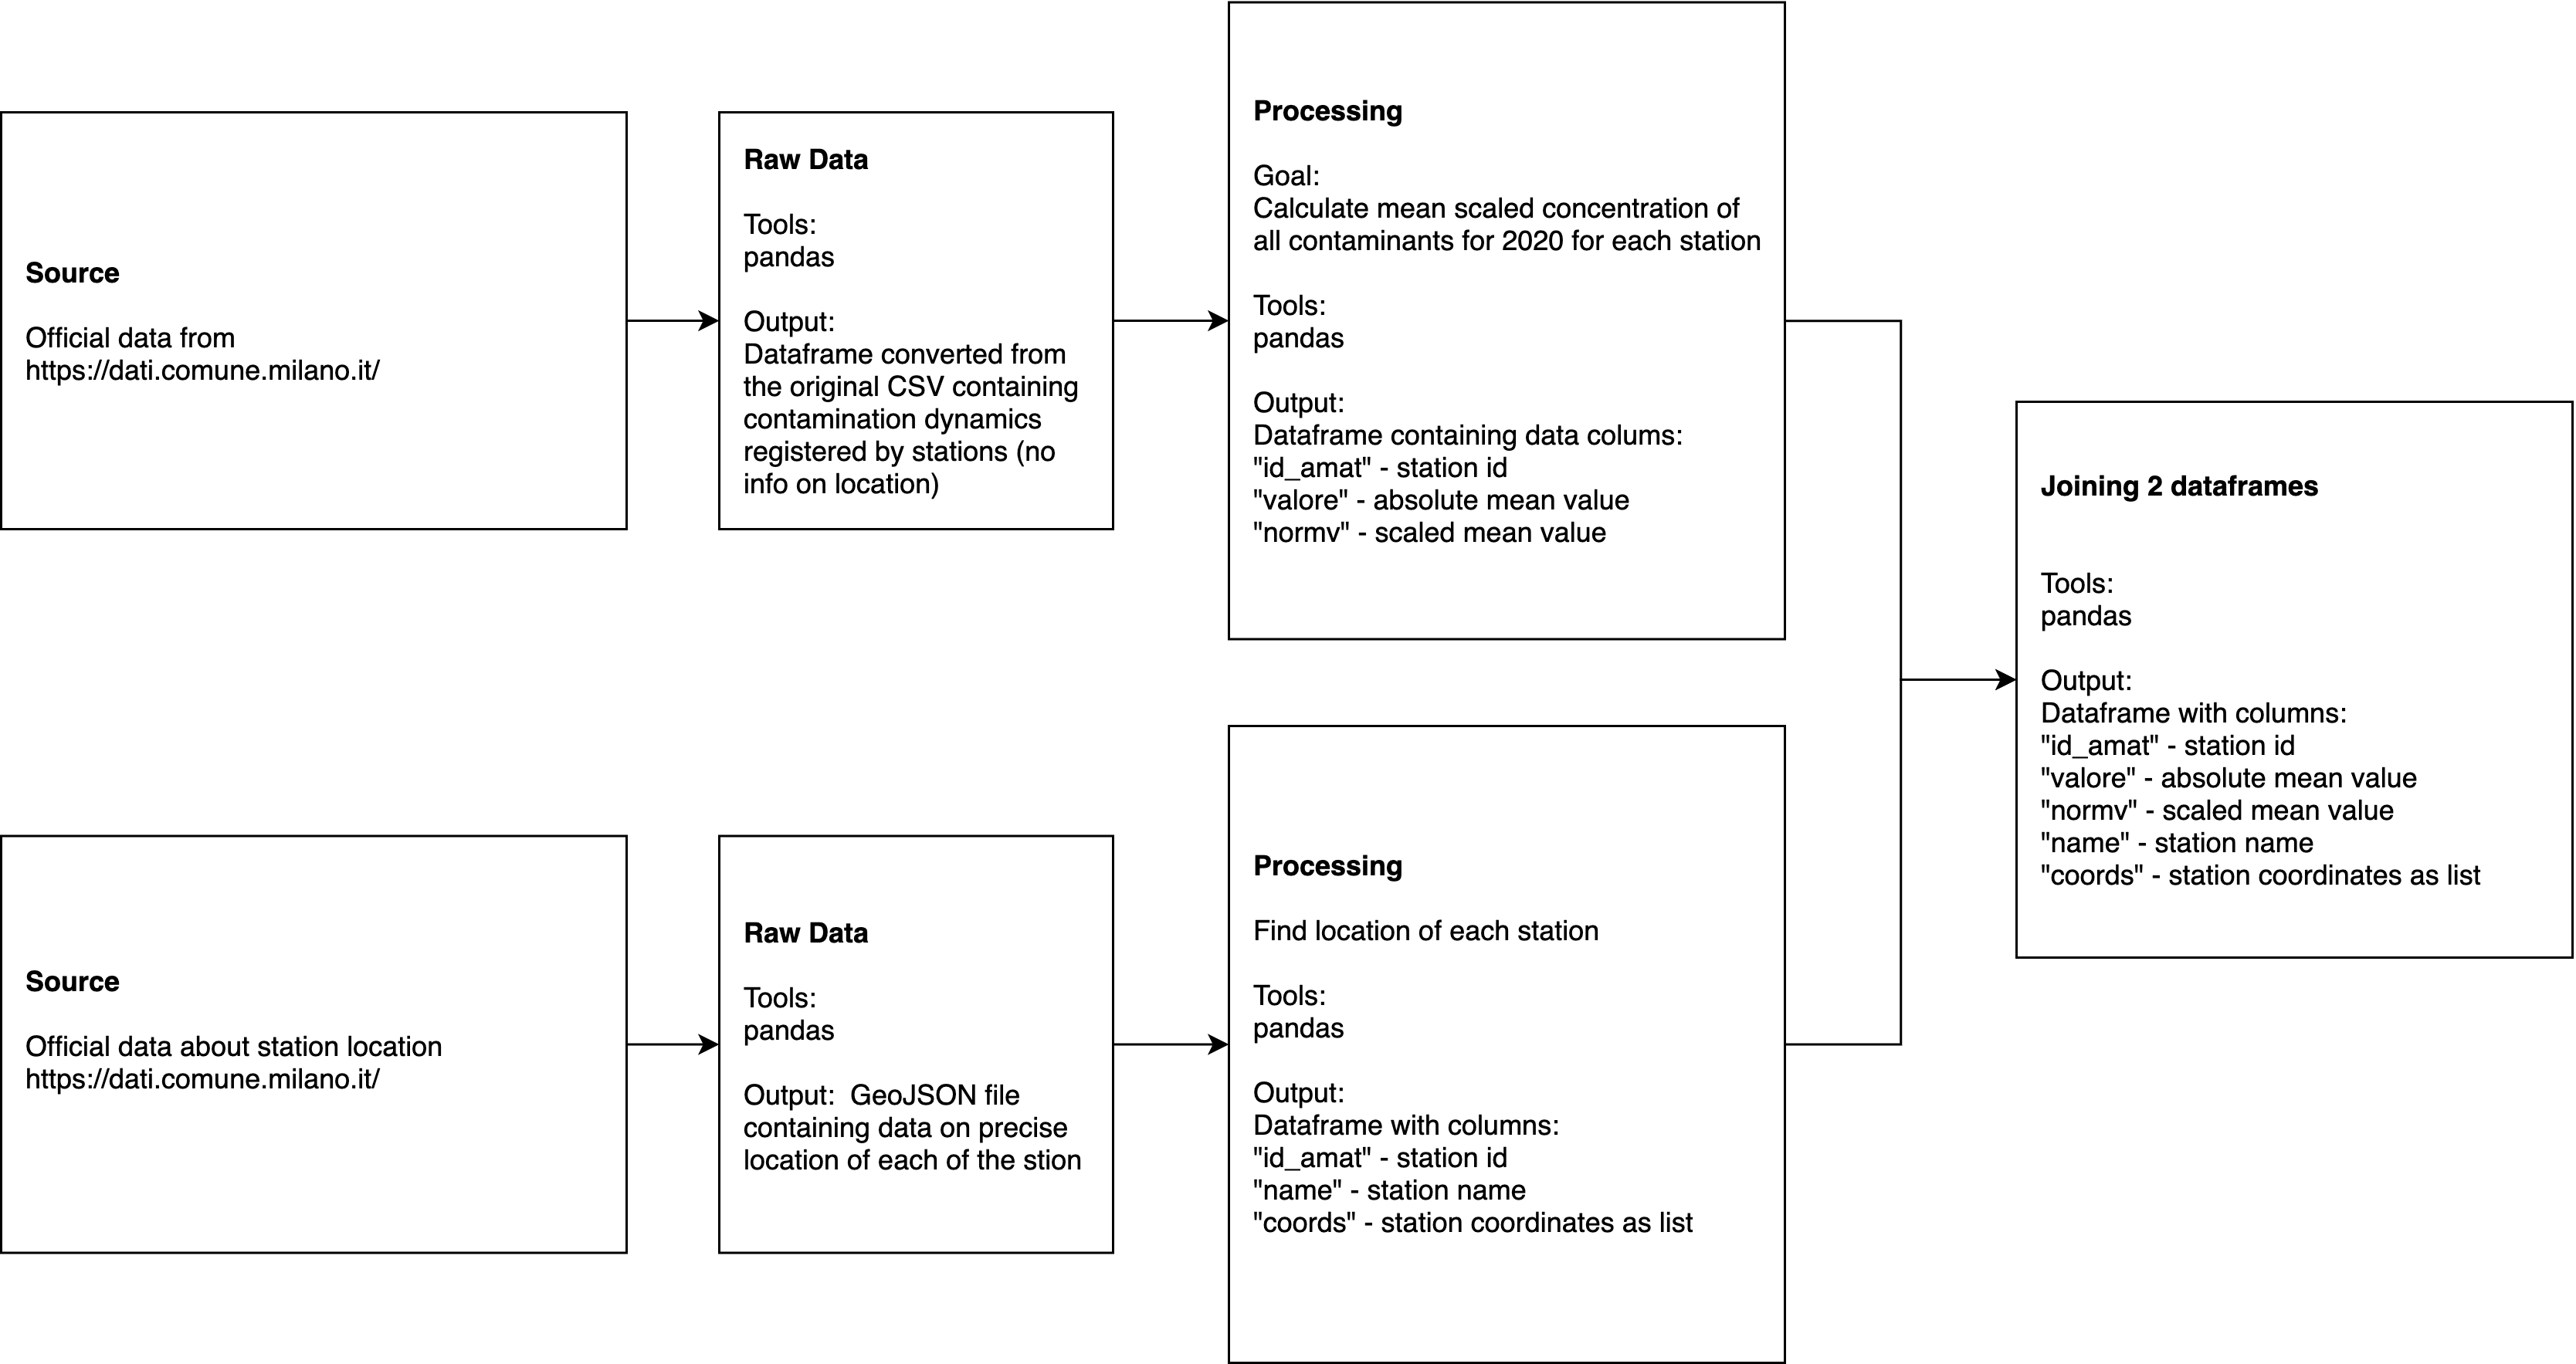 Source
Official data from
https://dati.comune.milano.it/
Raw Data
Tools:
pandas
Output:
Dataframe converted from
the original CSV containing
contamination dynamics
registered by stations (no
info on location)
Processing
Goal:
Calculate mean scaled concentration of
all contaminants for 2020 for each station
Tools:
pandas
Output:
Dataframe containing data colums:
"id_amat" - station id
"valore" - absolute mean value
"normv" - scaled mean value
Source
Official data about station location
https://dati.comune.milano.it/
Raw Data
Tools:
pandas
Output:  GeoJSON file
containing data on precise
location of each of the stion
Processing
Find location of each station
Tools:
pandas
Output:
Dataframe with columns:
"id_amat" - station id
"name" - station name
"coords" - station coordinates as list
Joining 2 dataframes
Tools:
pandas
Output:
Dataframe with columns:
"id_amat" - station id
"valore" - absolute mean value
"normv" - scaled mean value
"name" - station name
"coords" - station coordinates as list